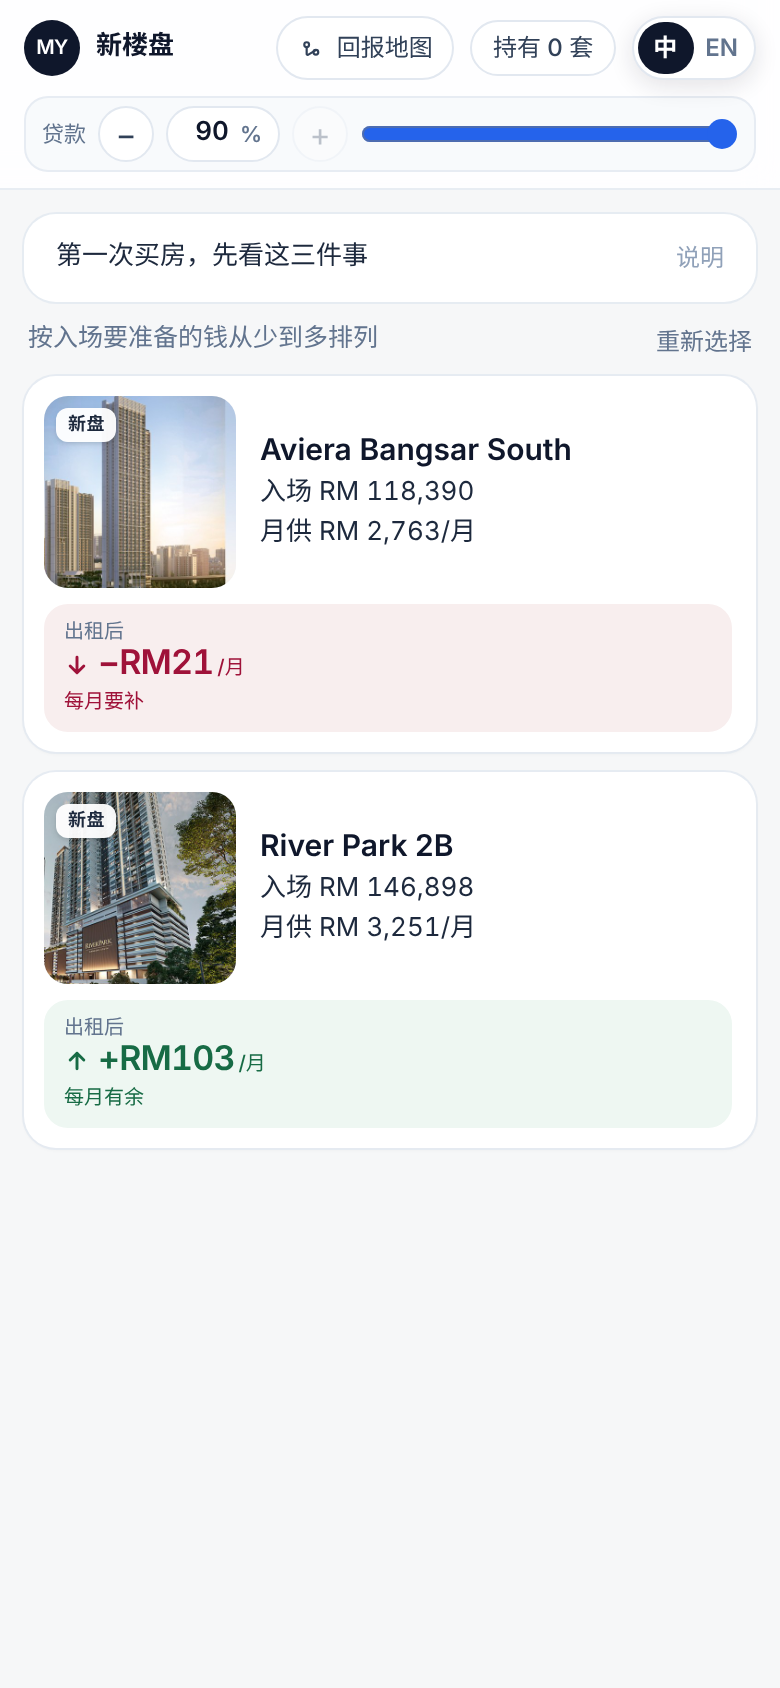 MY 新楼盘 回报地图 持有 0 套 中 EN
贷款 − 90 % +
第一次买房，先看这三件事 说明
按入场要准备的钱从少到多排列 重新选择
新盘
Aviera Bangsar South
入场 RM 118,390
月供 RM 2,763/月
出租后
↓ −RM21/月
每月要补
新盘
RIVER PARK
River Park 2B
入场 RM 146,898
月供 RM 3,251/月
出租后
↑ +RM103/月
每月有余